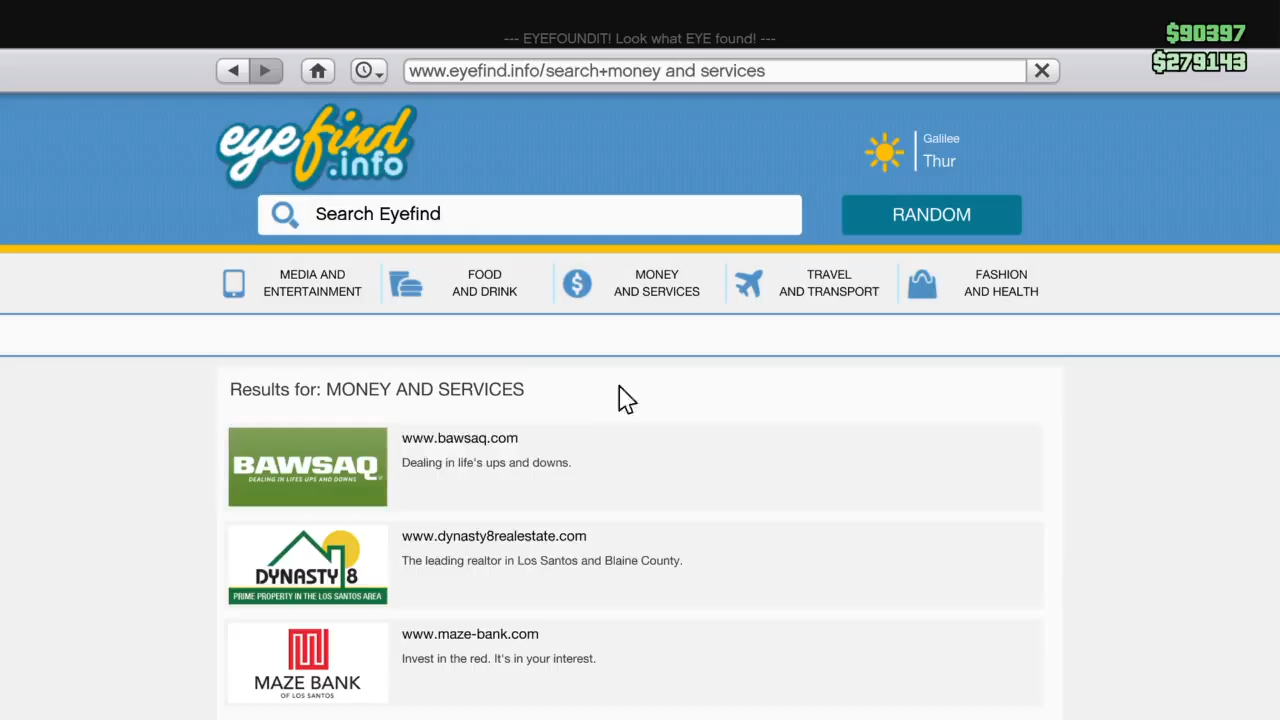 --- EYEFOUNDIT! Look what EYE found! ---
$90397
$279143
www.eyefind.info/search+money and services
eyefind
.info
Galilee
Thur
Search Eyefind
RANDOM
MEDIA AND
ENTERTAINMENT
FOOD
AND DRINK
MONEY
AND SERVICES
TRAVEL
AND TRANSPORT
FASHION
AND HEALTH
Results for: MONEY AND SERVICES
BAWSAQ
DEALING IN LIFES UPS AND DOWNS
www.bawsaq.com
Dealing in life's ups and downs.
DYNASTY 8
PRIME PROPERTY IN THE LOS SANTOS AREA
www.dynasty8realestate.com
The leading realtor in Los Santos and Blaine County.
MAZE BANK
OF LOS SANTOS
www.maze-bank.com
Invest in the red. It's in your interest.